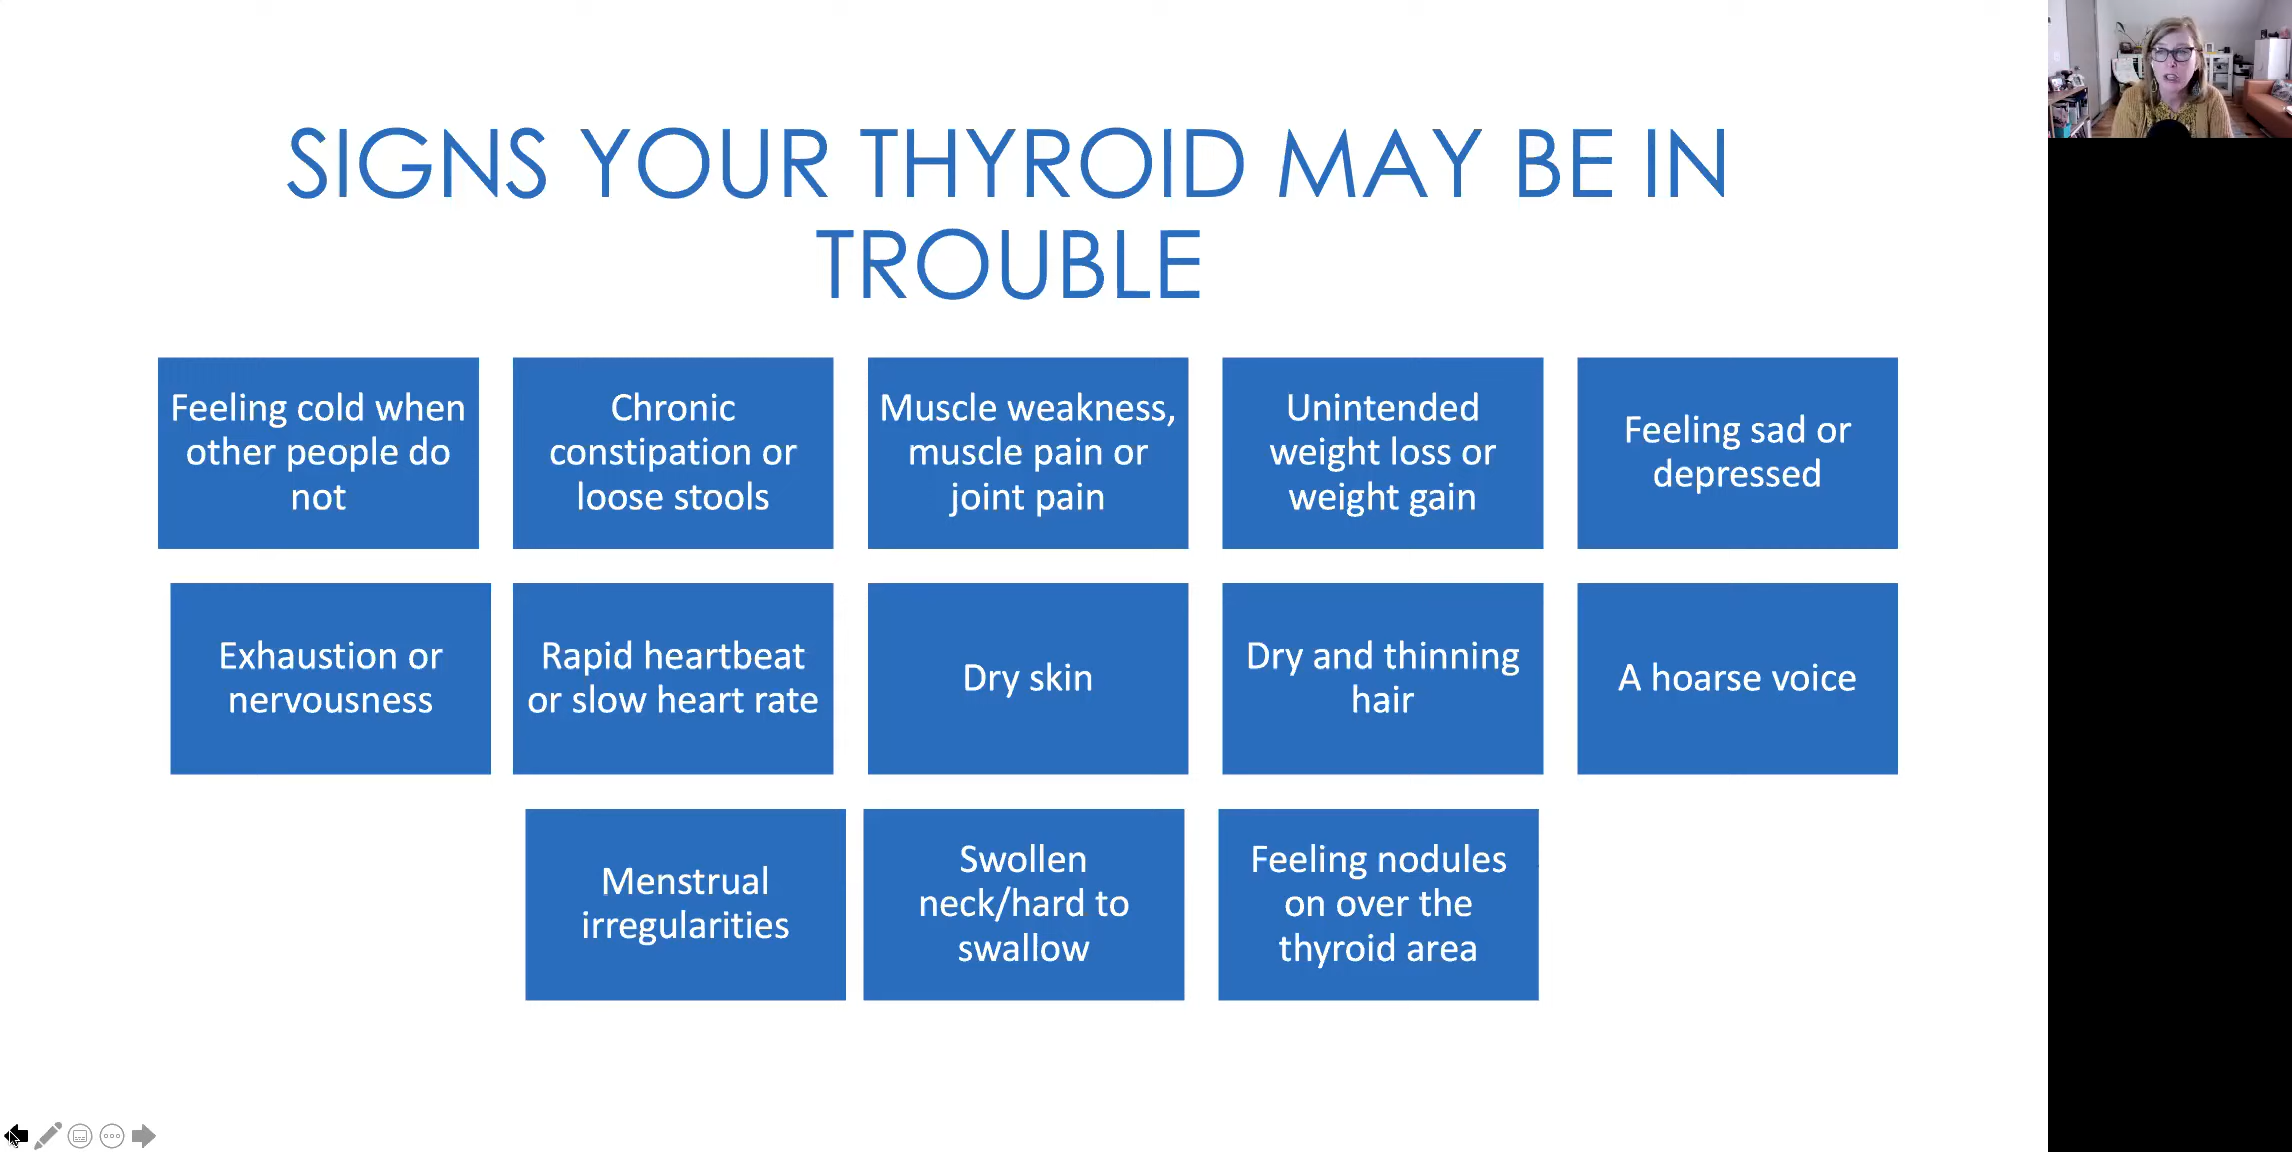 SIGNS YOUR THYROID MAY BE IN
TROUBLE
Feeling cold when
other people do
not
Chronic
constipation or
loose stools
Muscle weakness,
muscle pain or
joint pain
Unintended
weight loss or
weight gain
Feeling sad or
depressed
Exhaustion or
nervousness
Rapid heartbeat
or slow heart rate
Dry skin
Dry and thinning
hair
A hoarse voice
Menstrual
irregularities
Swollen
neck/hard to
swallow
Feeling nodules
on over the
thyroid area